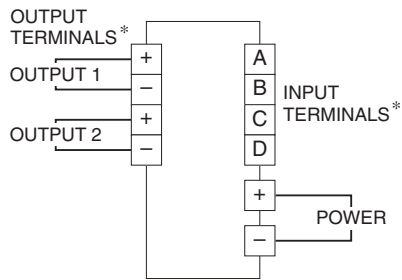 OUTPUT
TERMINALS*
OUTPUT 1
+
–
OUTPUT 2
+
–
A
B
C
D
INPUT
TERMINALS*
+
–
POWER